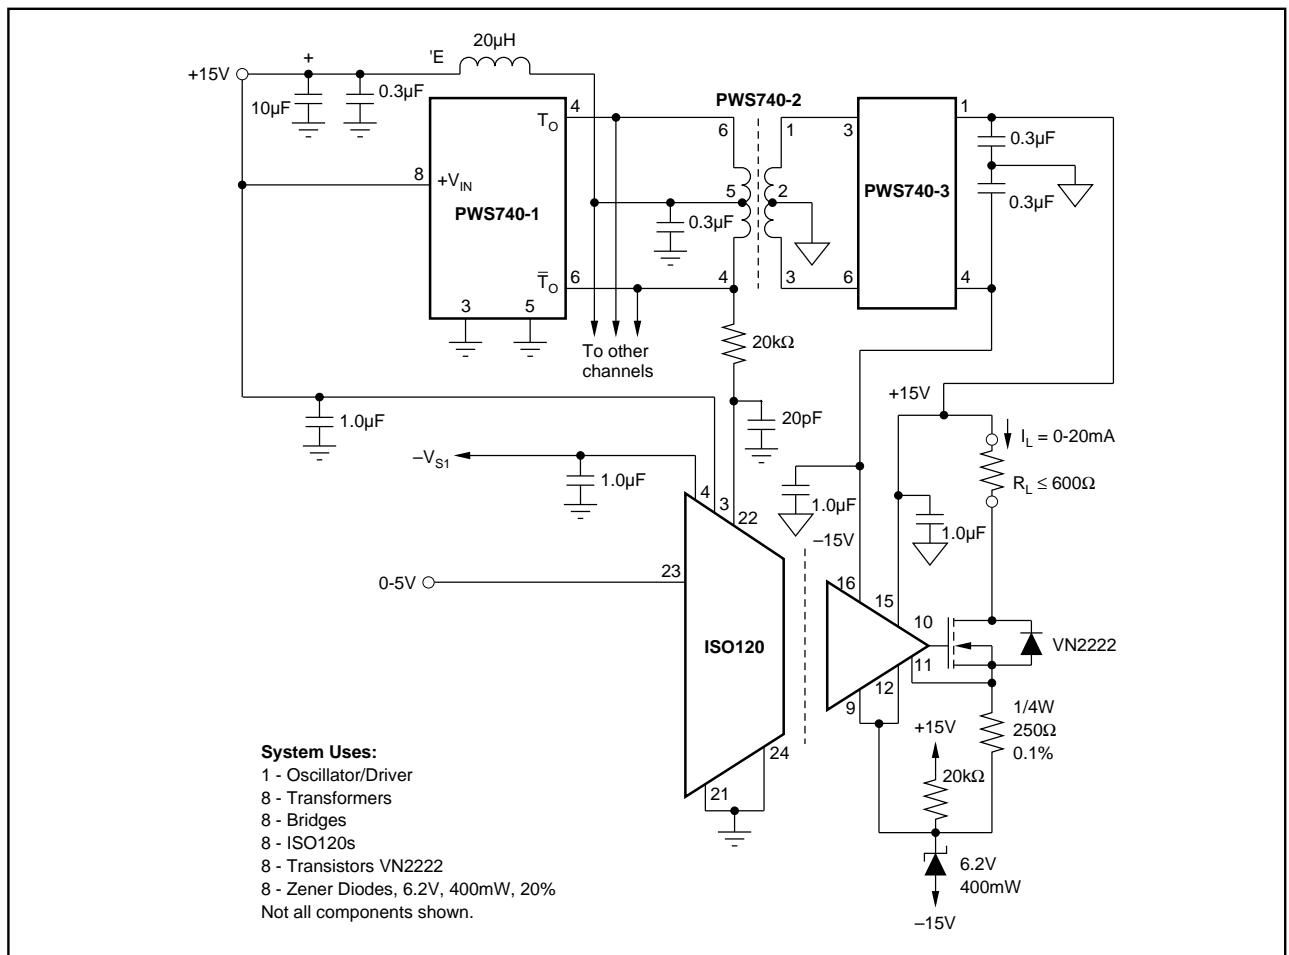 20µH
+
'E
+15V
10µF
0.3µF
4
T_O
PWS740-2
6
1
3
1
0.3µF
8
+V_IN
PWS740-1
5
2
PWS740-3
0.3µF
0.3µF
T̅_O
6
4
3
6
4
3
5
To other
channels
20kΩ
+15V
1.0µF
20pF
I_L = 0-20mA
–V_S1
1.0µF
4
3
22
1.0µF
R_L ≤ 600Ω
1.0µF
–15V
0-5V
23
16
15
10
ISO120
VN2222
11
12
9
1/4W
250Ω
0.1%
+15V
24
21
20kΩ
6.2V
400mW
–15V
System Uses:
1 - Oscillator/Driver
8 - Transformers
8 - Bridges
8 - ISO120s
8 - Transistors VN2222
8 - Zener Diodes, 6.2V, 400mW, 20%
Not all components shown.